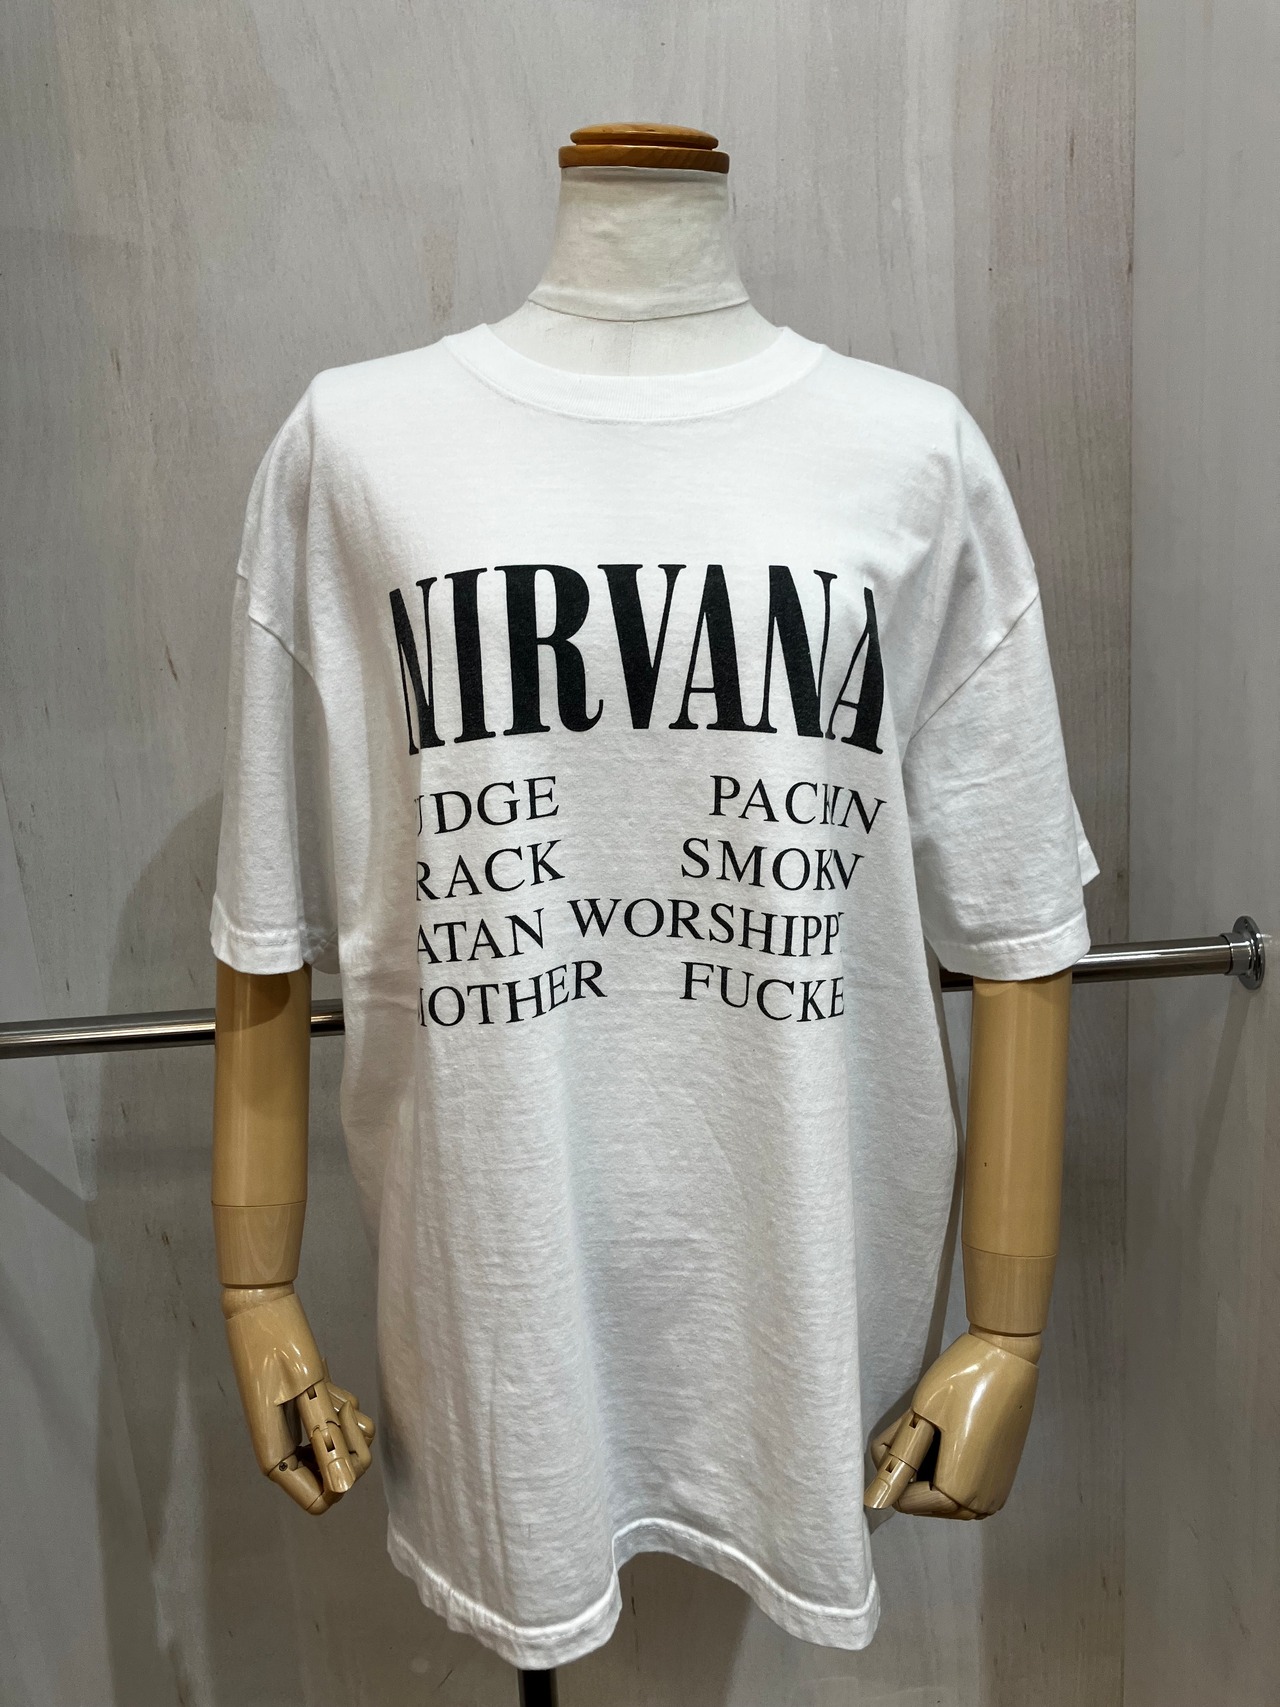 NIRVANA
UDGE PACKIN
RACK SMOKIN
ATAN WORSHIPP
MOTHER FUCKE